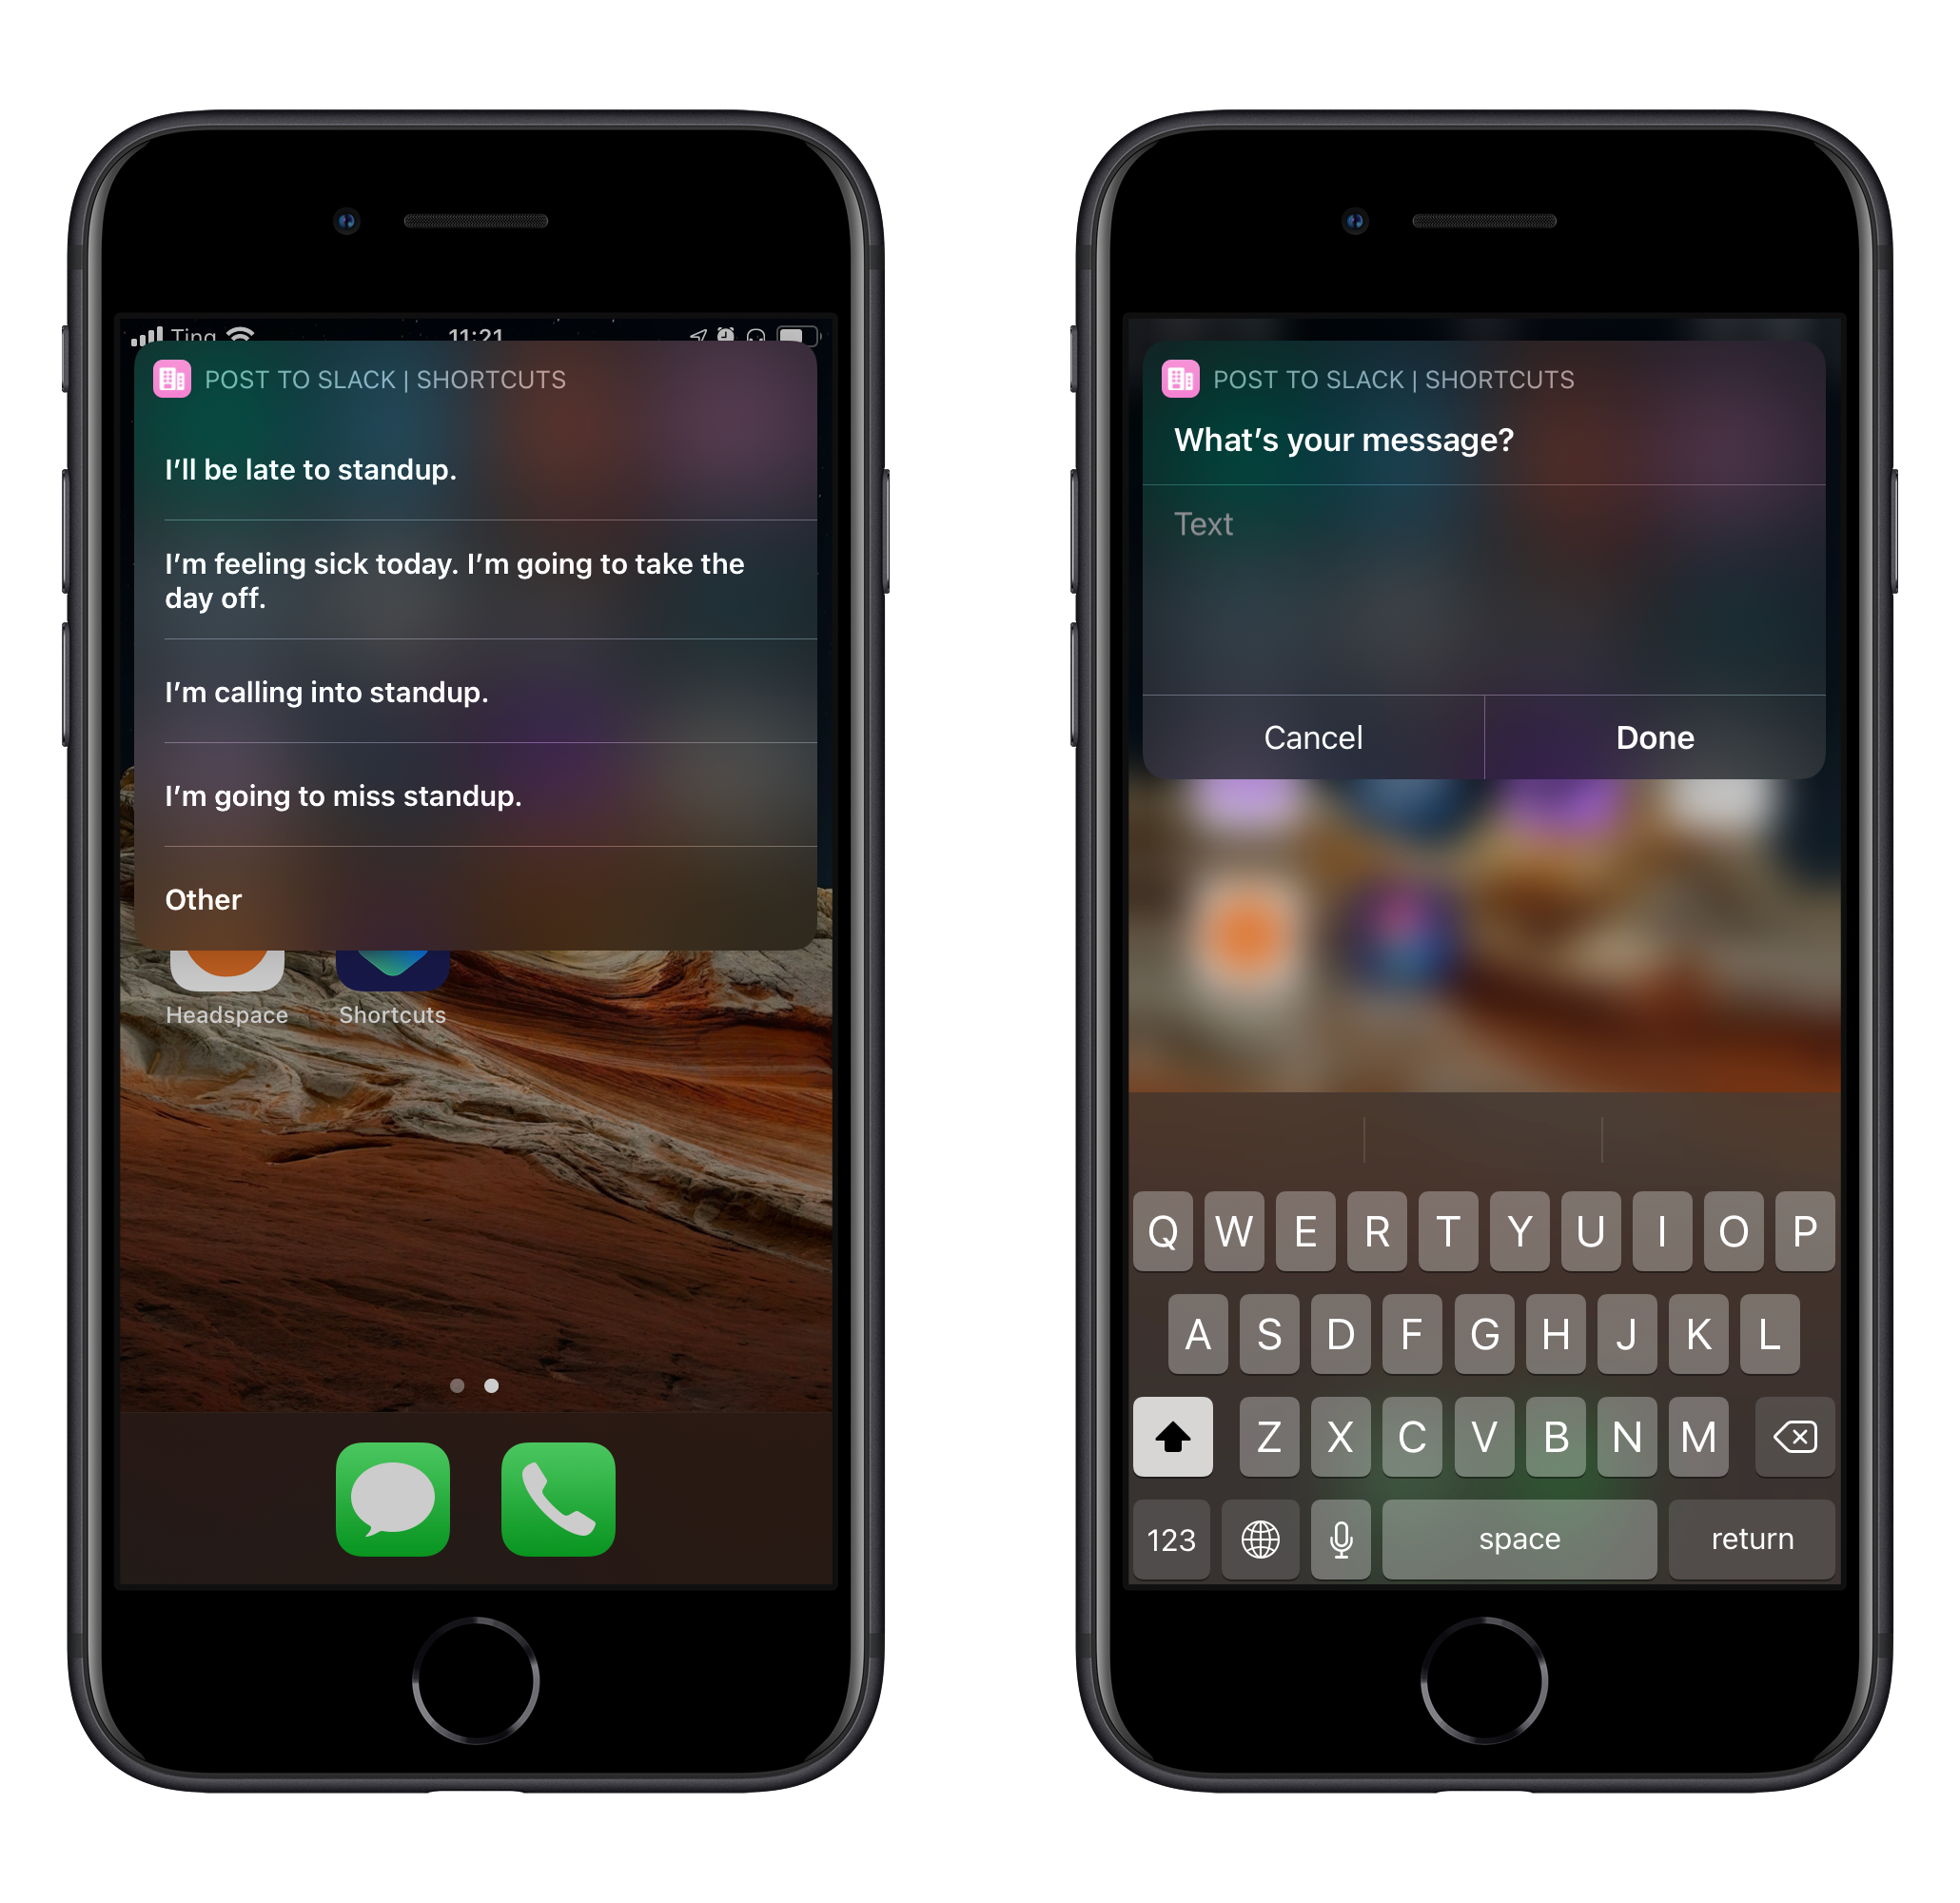 Ting
11:21
POST TO SLACK | SHORTCUTS
I’ll be late to standup.
I’m feeling sick today. I’m going to take the
day off.
I’m calling into standup.
I’m going to miss standup.
Other
Headspace
Shortcuts
POST TO SLACK | SHORTCUTS
What’s your message?
Text
Cancel
Done
Q W E R T Y U I O P
A S D F G H J K L
Z X C V B N M
123
space
return